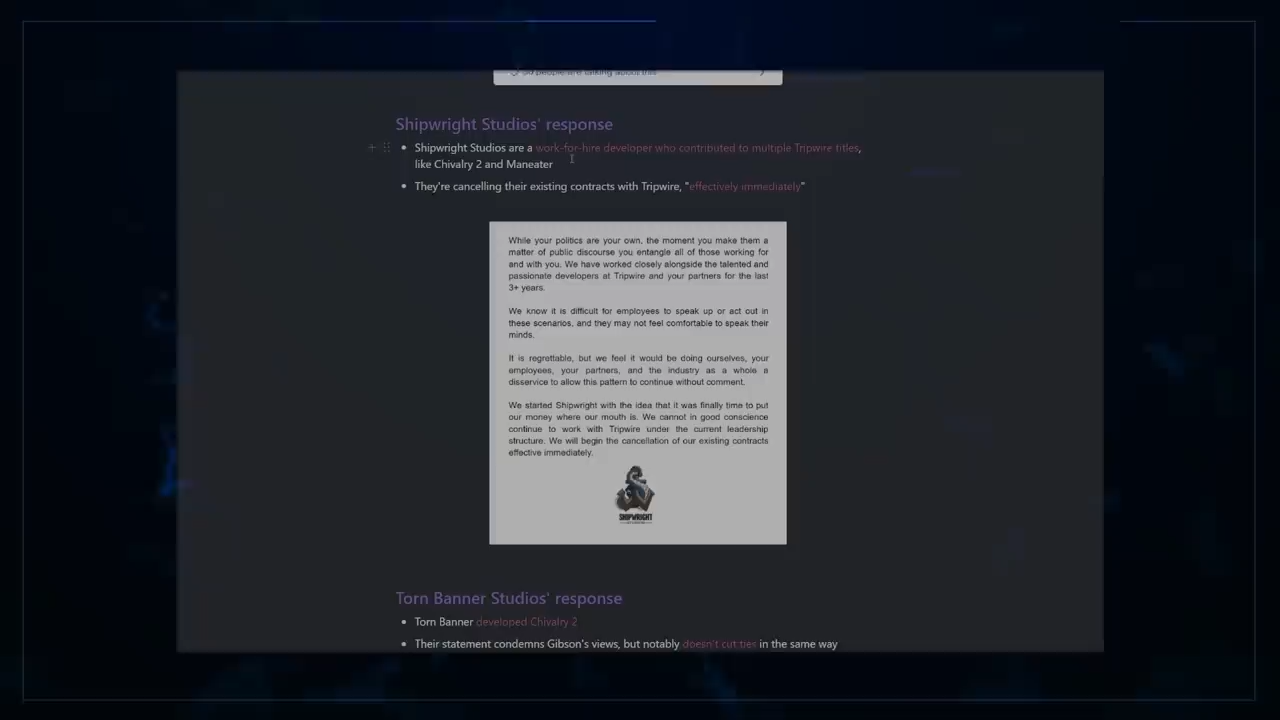 people are talking about this
Shipwright Studios' response
Shipwright Studios are a work-for-hire developer who contributed to multiple Tripwire titles,
like Chivalry 2 and Maneater
They're cancelling their existing contracts with Tripwire, "effectively immediately"
While your politics are your own, the moment you make them a
matter of public discourse you entangle all of those working for
and with you. We have worked closely alongside the talented and
passionate developers at Tripwire and your partners for the last
3+ years.
We know it is difficult for employees to speak up or act out in
these scenarios, and they may not feel comfortable to speak their
minds.
It is regrettable, but we feel it would be doing ourselves, your
employees, your partners, and the industry as a whole a
disservice to allow this pattern to continue without comment.
We started Shipwright with the idea that it was finally time to put
our money where our mouth is. We cannot in good conscience
continue to work with Tripwire under the current leadership
structure. We will begin the cancellation of our existing contracts
effective immediately.
SHIPWRIGHT
Torn Banner Studios' response
Torn Banner developed Chivalry 2
Their statement condemns Gibson's views, but notably doesn't cut ties in the same way